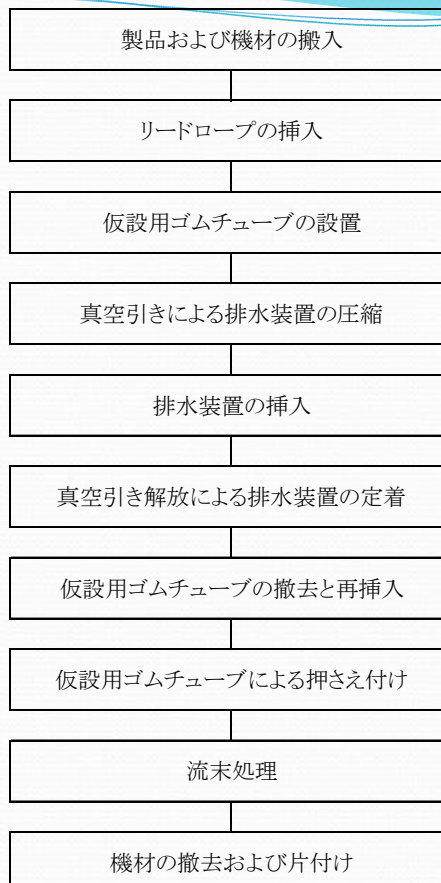 製品および機材の搬入
リードロープの挿入
仮設用ゴムチューブの設置
真空引きによる排水装置の圧縮
排水装置の挿入
真空引き解放による排水装置の定着
仮設用ゴムチューブの撤去と再挿入
仮設用ゴムチューブによる押さえ付け
流末処理
機材の撤去および片付け